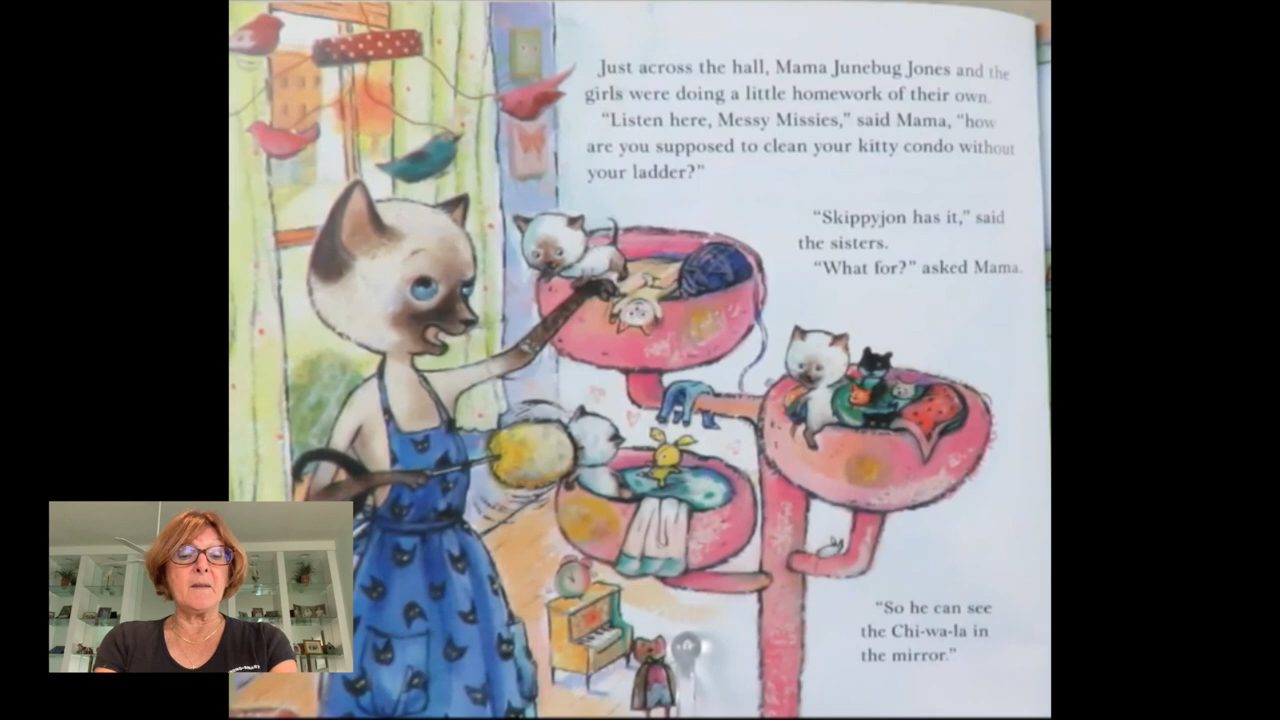 Just across the hall, Mama Junebug Jones and the
girls were doing a little homework of their own.
“Listen here, Messy Missies,” said Mama, “how
are you supposed to clean your kitty condo without
your ladder?”
“Skippyjon has it,” said
the sisters.
“What for?” asked Mama.
“So he can see
the Chi-wa-la in
the mirror.”